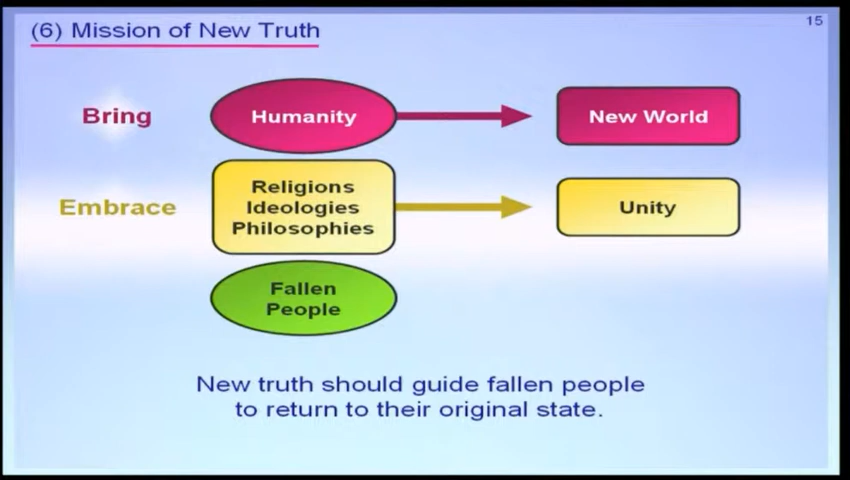 (6) Mission of New Truth
15
Bring
Humanity
New World
Embrace
Religions
Ideologies
Philosophies
Unity
Fallen
People
New truth should guide fallen people
to return to their original state.